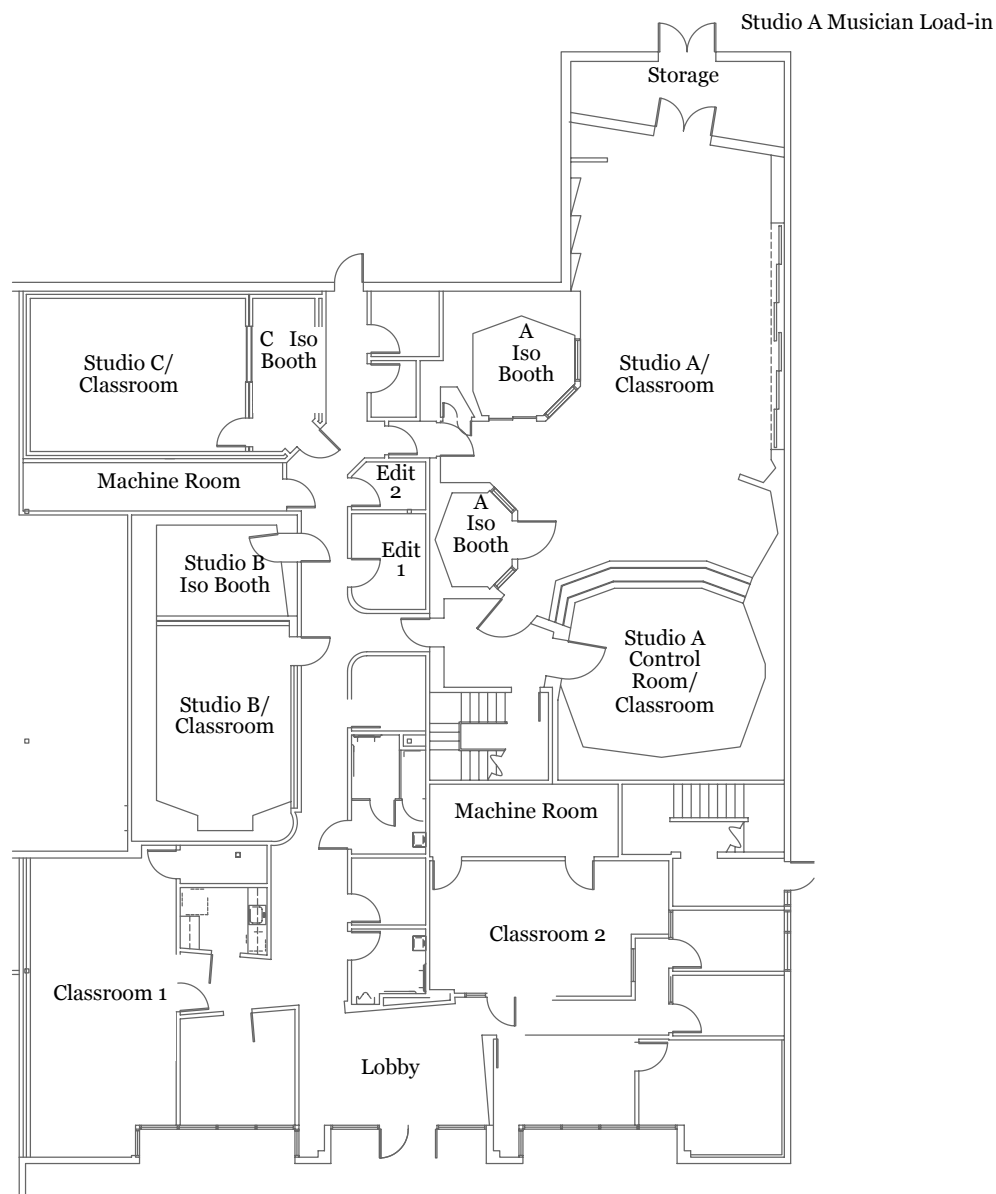 Studio A Musician Load-in
Storage
C Iso
Booth
A
Iso
Booth
Studio C/
Classroom
Studio A/
Classroom
Machine Room
Edit
2
A
Iso
Booth
Edit
1
Studio B
Iso Booth
Studio A
Control
Room/
Classroom
Studio B/
Classroom
Machine Room
Classroom 2
Classroom 1
Lobby